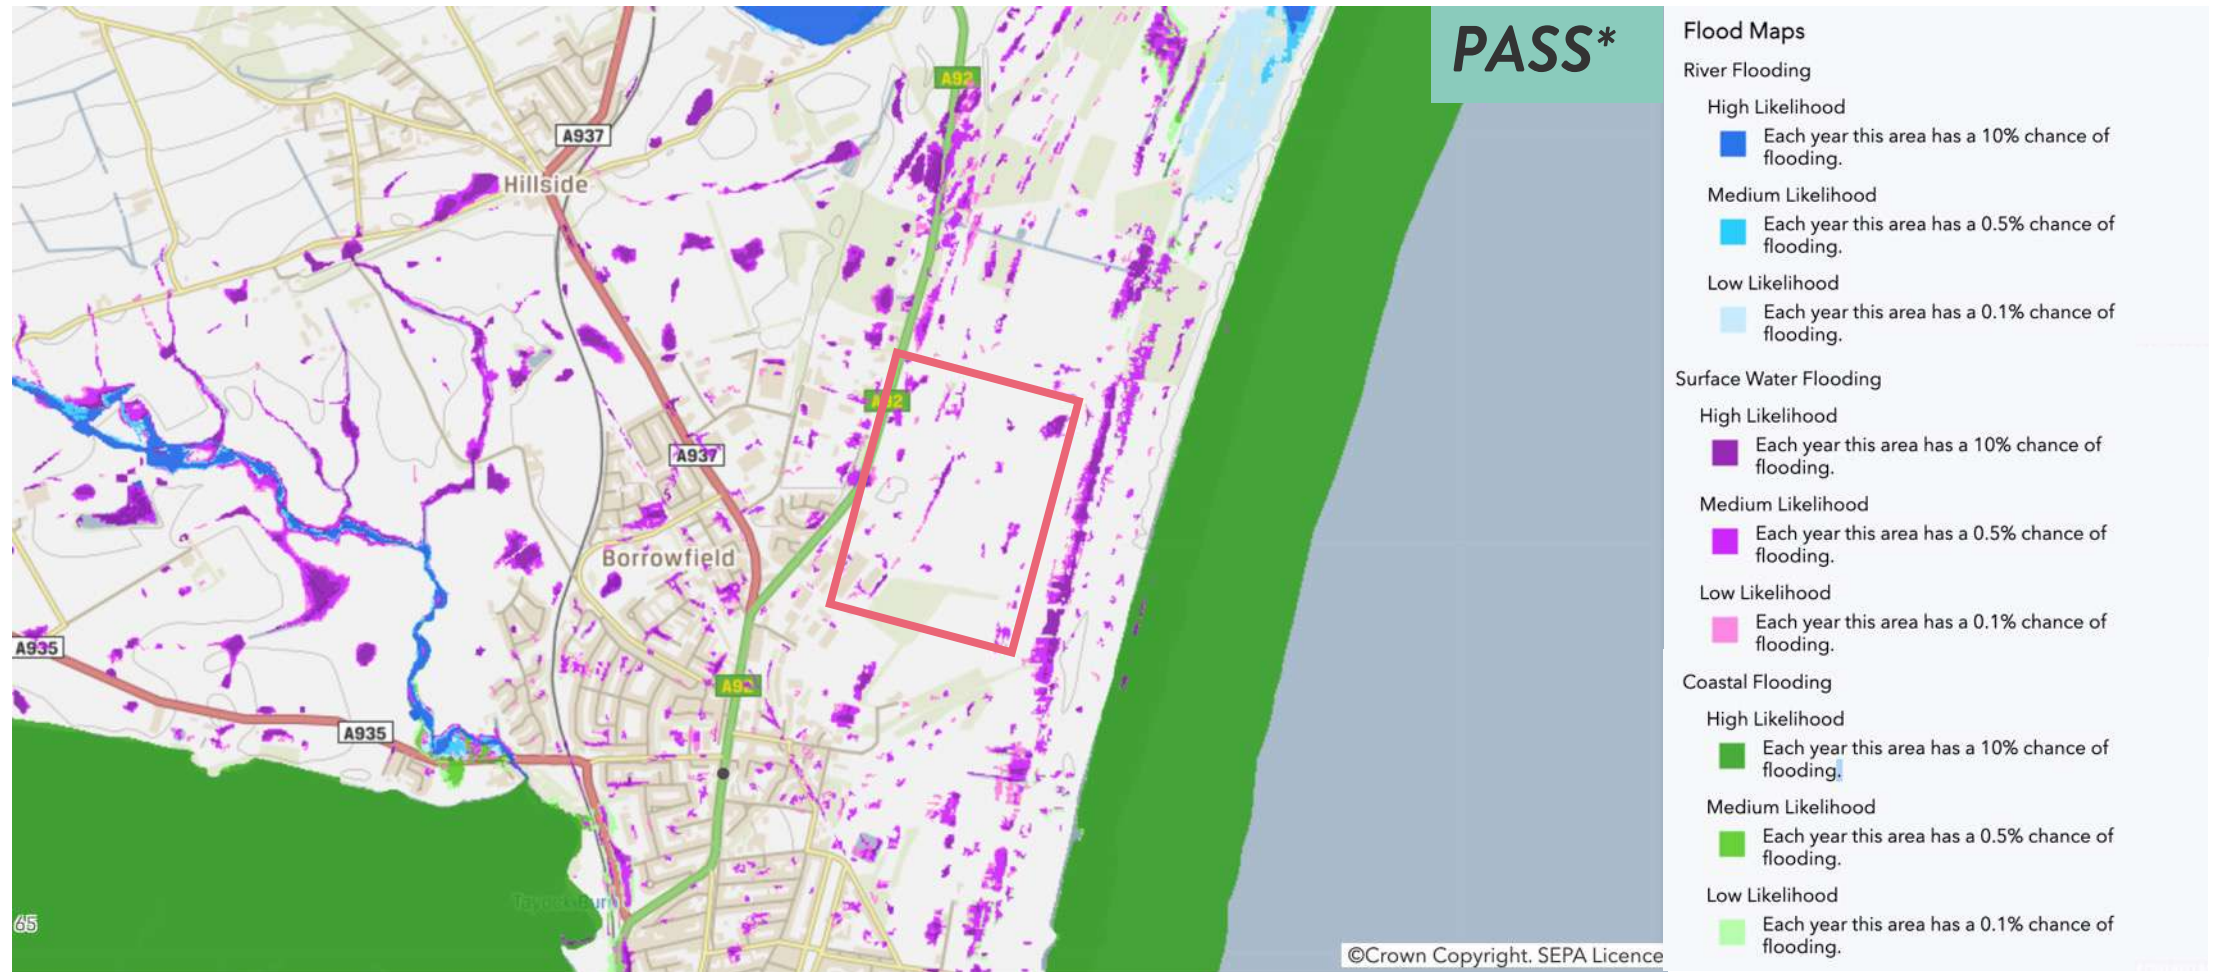 PASS*
A92
A937
Hillside
A92
A937
Borrowfield
A935
A92
A935
Tayock Burn
65
©Crown Copyright. SEPA Licence
Flood Maps
River Flooding
High Likelihood
Each year this area has a 10% chance of
flooding.
Medium Likelihood
Each year this area has a 0.5% chance of
flooding.
Low Likelihood
Each year this area has a 0.1% chance of
flooding.
Surface Water Flooding
High Likelihood
Each year this area has a 10% chance of
flooding.
Medium Likelihood
Each year this area has a 0.5% chance of
flooding.
Low Likelihood
Each year this area has a 0.1% chance of
flooding.
Coastal Flooding
High Likelihood
Each year this area has a 10% chance of
flooding.
Medium Likelihood
Each year this area has a 0.5% chance of
flooding.
Low Likelihood
Each year this area has a 0.1% chance of
flooding.